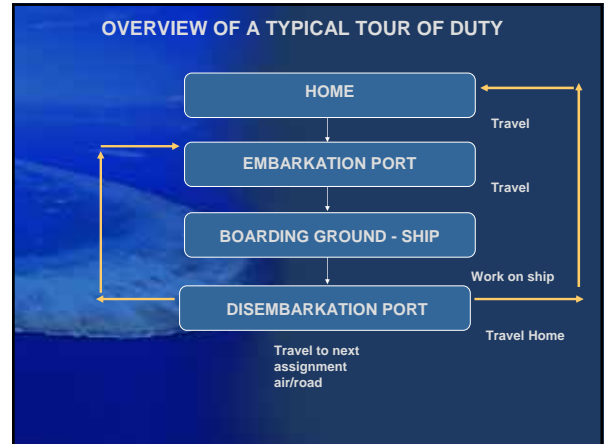 OVERVIEW OF A TYPICAL TOUR OF DUTY
HOME
Travel
EMBARKATION PORT
Travel
BOARDING GROUND - SHIP
Work on ship
DISEMBARKATION PORT
Travel Home
Travel to next
assignment
air/road